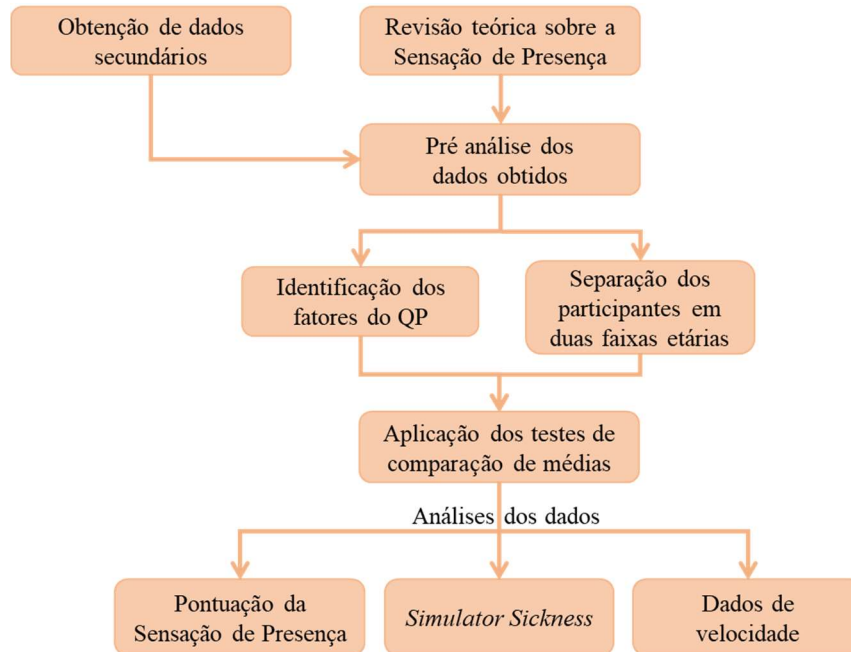 Obtenção de dados
secundários
Revisão teórica sobre a
Sensação de Presença
Pré análise dos
dados obtidos
Identificação dos
fatores do QP
Separação dos
participantes em
duas faixas etárias
Aplicação dos testes de
comparação de médias
Análises dos dados
Pontuação da
Sensação de Presença
Simulator Sickness
Dados de
velocidade